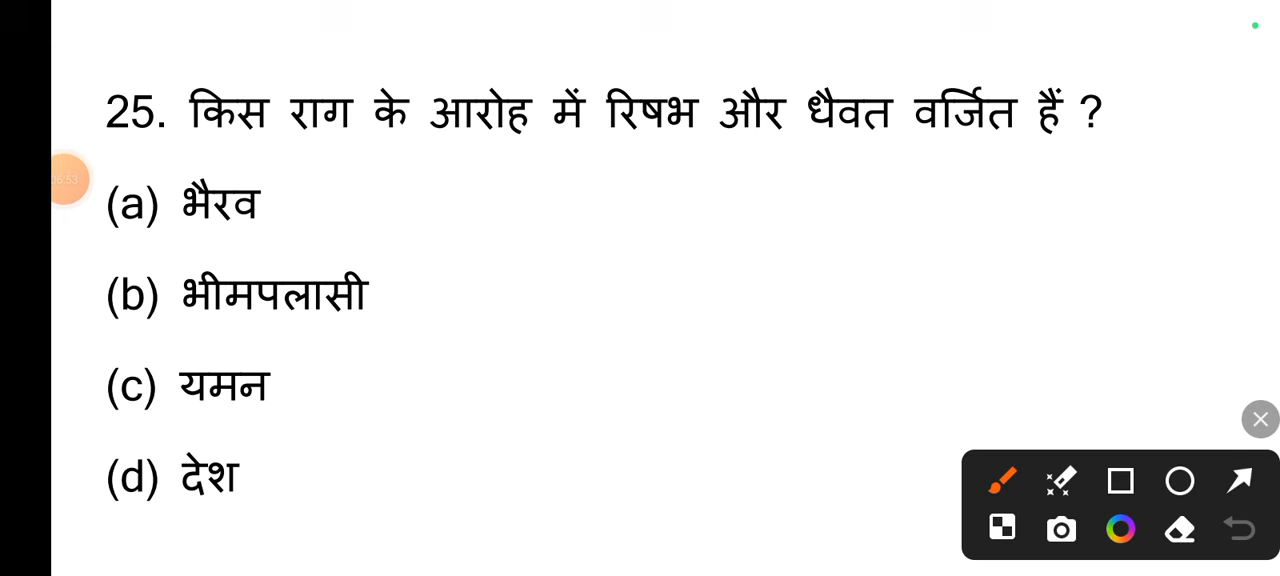 25. किस राग के आरोह में रिषभ और धैवत वर्जित हैं ?
(a) भैरव
(b) भीमपलासी
(c) यमन
(d) देश